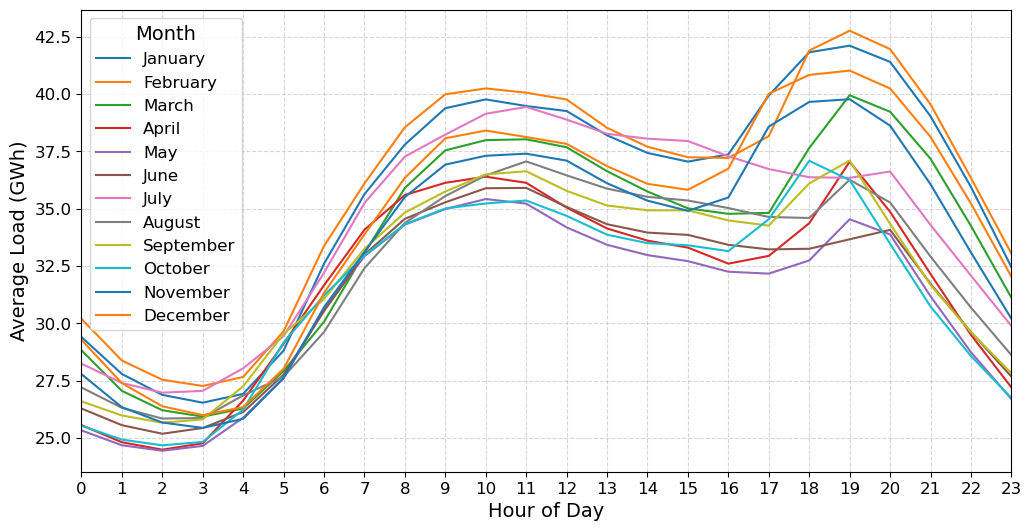 Month
January
February
March
April
May
June
July
August
September
October
November
December
Average Load (GWh)
42.5
40.0
37.5
35.0
32.5
30.0
27.5
25.0
0 1 2 3 4 5 6 7 8 9 10 11 12 13 14 15 16 17 18 19 20 21 22 23
Hour of Day